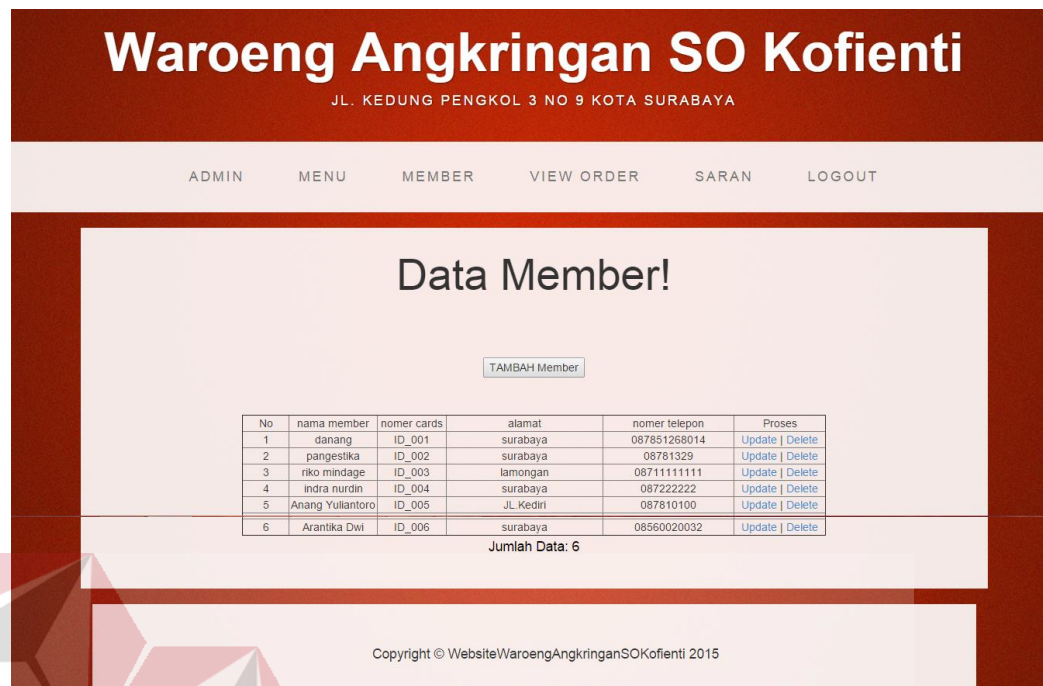 Waroeng Angkringan SO Kofienti
JL. KEDUNG PENGKOL 3 NO 9 KOTA SURABAYA
ADMIN MENU MEMBER VIEW ORDER SARAN LOGOUT
Data Member!
TAMBAH Member
No nama member nomer cards alamat nomer telepon Proses
1 danang ID_001 surabaya 087851268014 Update | Delete
2 pangestika ID_002 surabaya 08781329 Update | Delete
3 riko mindage ID_003 lamongan 08711111111 Update | Delete
4 indra nurdin ID_004 surabaya 087222222 Update | Delete
5 Anang Yuliantoro ID_005 JL.Kediri 087810100 Update | Delete
6 Arantika Dwi ID_006 surabaya 08560020032 Update | Delete
Jumlah Data: 6
Copyright © WebsiteWaroengAngkringanSOKofienti 2015